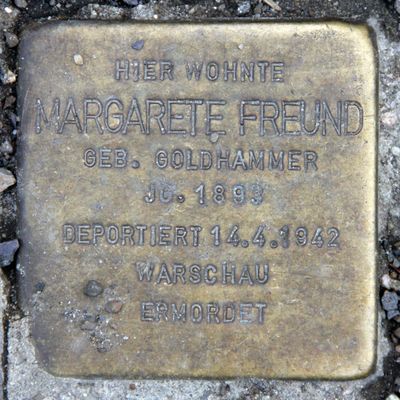 HIER WOHNTE
MARGARETE FREUND
GEB. GOLDHAMMER
JG. 1893
DEPORTIERT 14.4.1942
WARSCHAU
ERMORDET